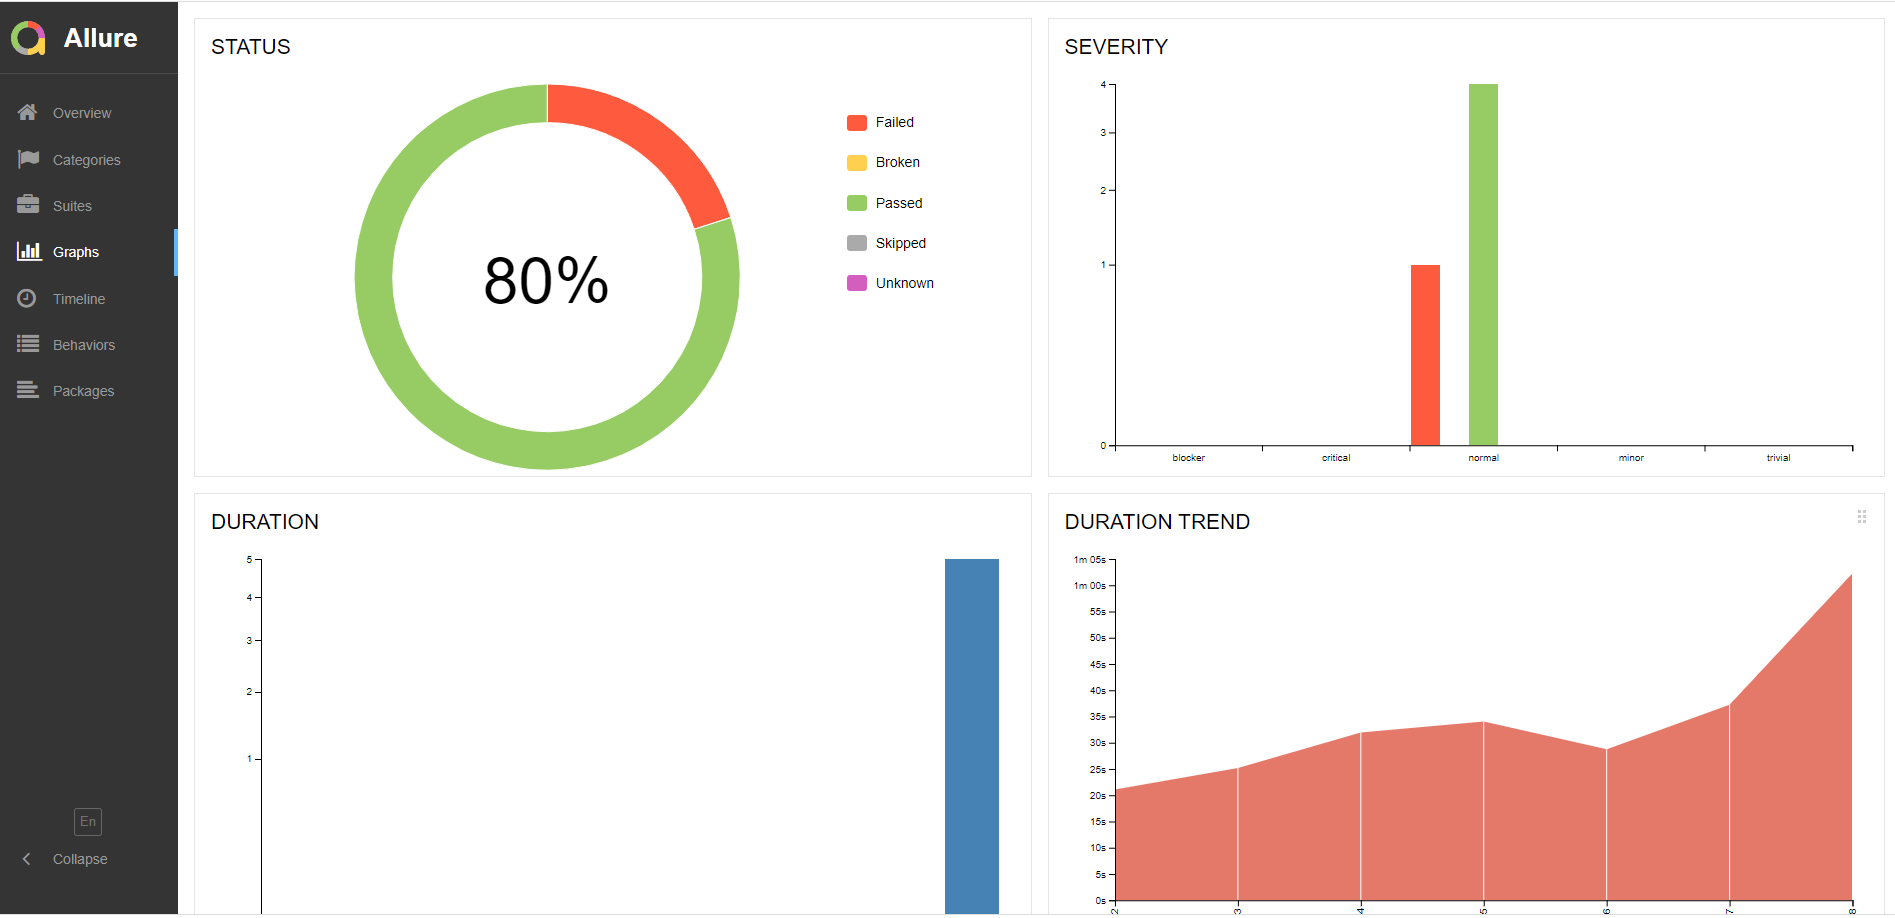 Allure
Overview
Categories
Suites
Graphs
Timeline
Behaviors
Packages
En
Collapse
STATUS
80%
Failed
Broken
Passed
Skipped
Unknown
SEVERITY
4
3
2
1
0
blocker
critical
normal
minor
trivial
DURATION
5
4
3
2
1
DURATION TREND
1m 05s
1m 00s
55s
50s
45s
40s
35s
30s
25s
20s
15s
10s
5s
0s
2
3
4
5
6
7
8